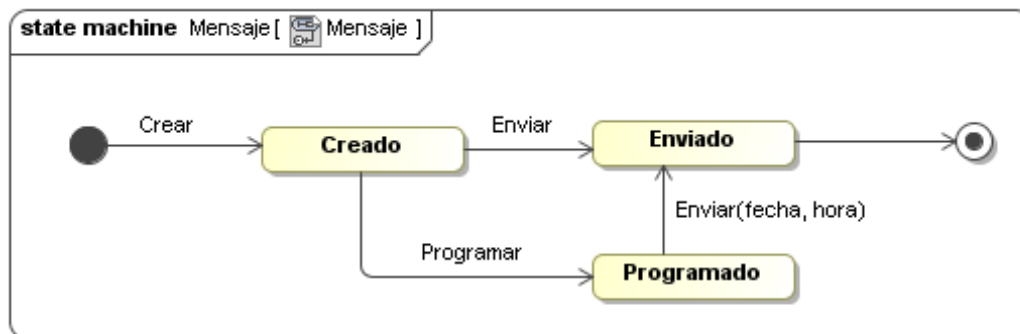 state machine Mensaje [ Mensaje ]
Crear
Creado
Enviar
Enviado
Enviar(fecha, hora)
Programar
Programado